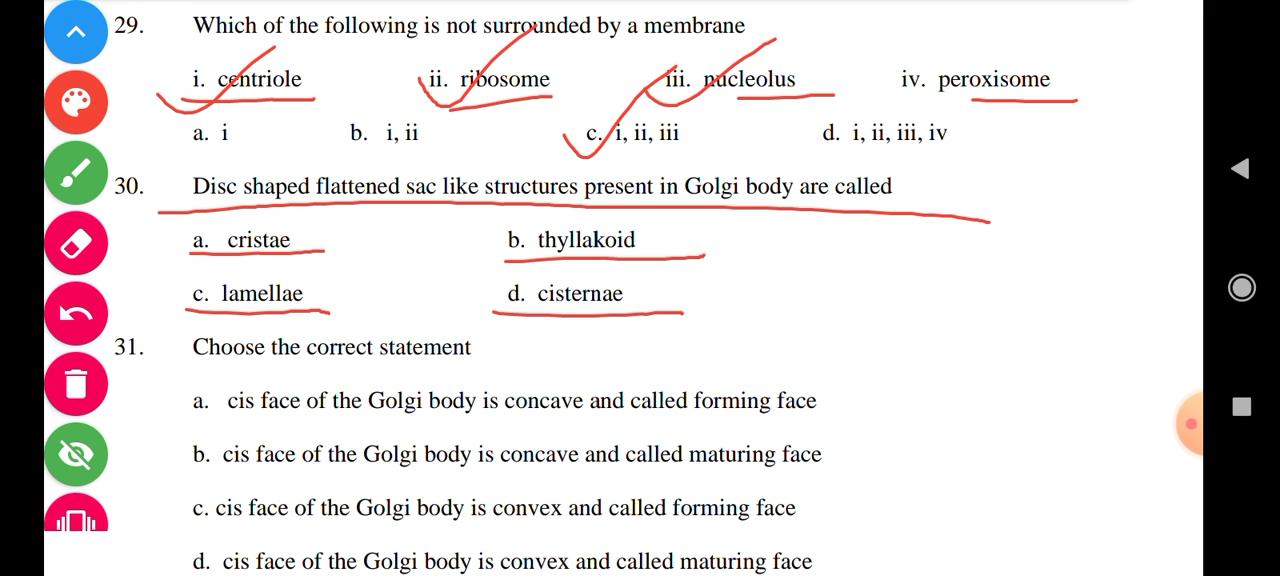 29. Which of the following is not surrounded by a membrane
i. centriole ii. ribosome iii. nucleolus iv. peroxisome
a. i b. i, ii c. i, ii, iii d. i, ii, iii, iv
30. Disc shaped flattened sac like structures present in Golgi body are called
a. cristae b. thyllakoid
c. lamellae d. cisternae
31. Choose the correct statement
a. cis face of the Golgi body is concave and called forming face
b. cis face of the Golgi body is concave and called maturing face
c. cis face of the Golgi body is convex and called forming face
d. cis face of the Golgi body is convex and called maturing face